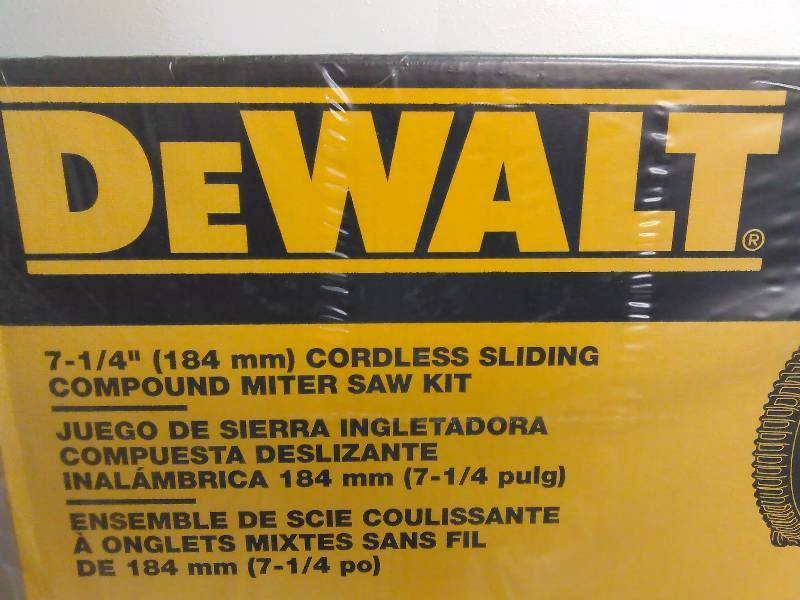 DEWALT®
7-1/4" (184 mm) CORDLESS SLIDING
COMPOUND MITER SAW KIT
JUEGO DE SIERRA INGLETADORA
COMPUESTA DESLIZANTE
INALÁMBRICA 184 mm (7-1/4 pulg)
ENSEMBLE DE SCIE COULISSANTE
À ONGLETS MIXTES SANS FIL
DE 184 mm (7-1/4 po)